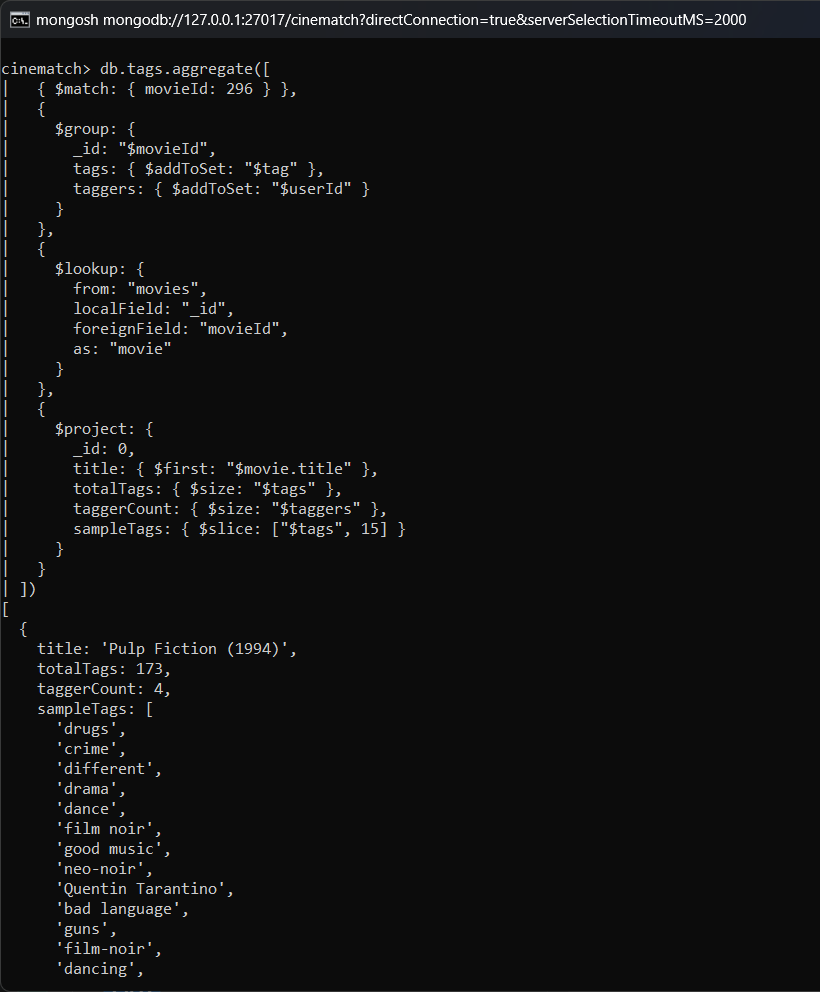 mongosh mongodb://127.0.0.1:27017/cinematch?directConnection=true&serverSelectionTimeoutMS=2000
cinematch> db.tags.aggregate([
|   { $match: { movieId: 296 } },
|   {
|     $group: {
|       _id: "$movieId",
|       tags: { $addToSet: "$tag" },
|       taggers: { $addToSet: "$userId" }
|     }
|   },
|   {
|     $lookup: {
|       from: "movies",
|       localField: "_id",
|       foreignField: "movieId",
|       as: "movie"
|     }
|   },
|   {
|     $project: {
|       _id: 0,
|       title: { $first: "$movie.title" },
|       totalTags: { $size: "$tags" },
|       taggerCount: { $size: "$taggers" },
|       sampleTags: { $slice: ["$tags", 15] }
|     }
|   }
| ])
[
  {
    title: 'Pulp Fiction (1994)',
    totalTags: 173,
    taggerCount: 4,
    sampleTags: [
      'drugs',
      'crime',
      'different',
      'drama',
      'dance',
      'film noir',
      'good music',
      'neo-noir',
      'Quentin Tarantino',
      'bad language',
      'guns',
      'film-noir',
      'dancing',